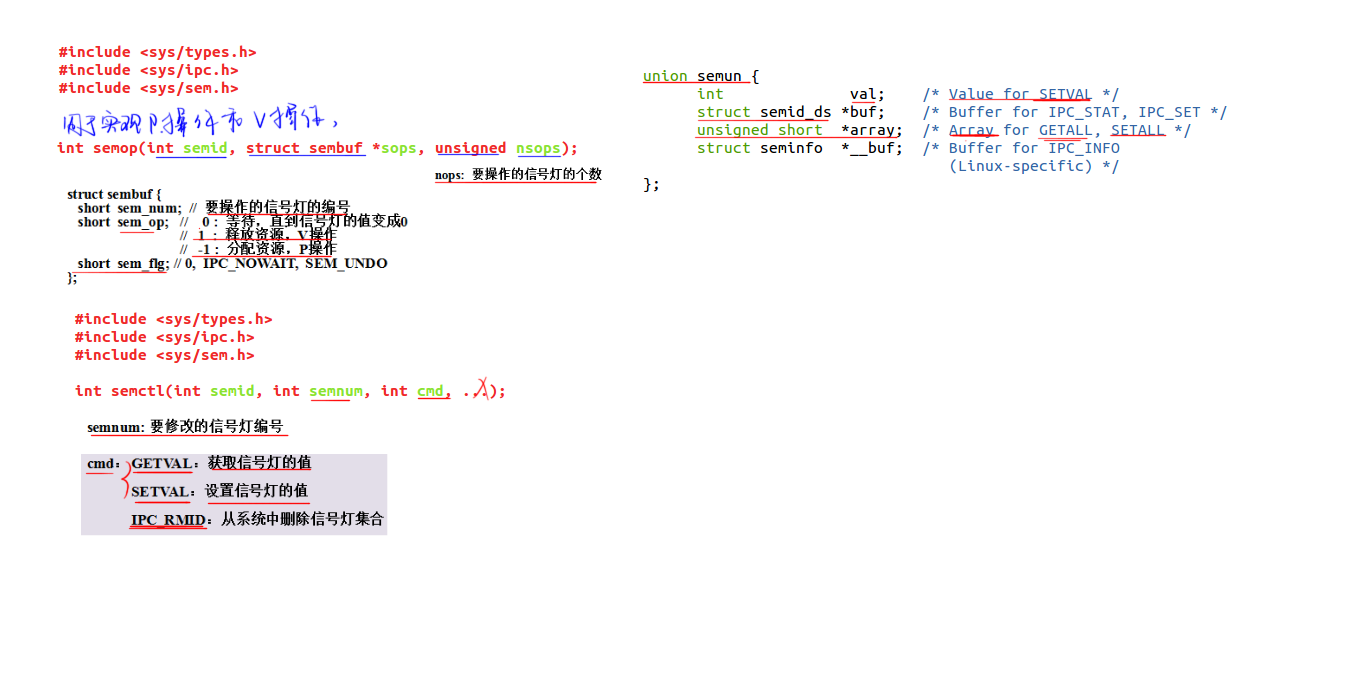 #include <sys/types.h>
#include <sys/ipc.h>
#include <sys/sem.h>
用于实现P操作和V操作,
int semop(int semid, struct sembuf *sops, unsigned nsops);
nops: 要操作的信号灯的个数
struct sembuf {
short sem_num; // 要操作的信号灯的编号
short sem_op; // 0 : 等待，直到信号灯的值变成0
// 1 : 释放资源，V操作
// -1 : 分配资源，P操作
short sem_flg; // 0, IPC_NOWAIT, SEM_UNDO
};
#include <sys/types.h>
#include <sys/ipc.h>
#include <sys/sem.h>
int semctl(int semid, int semnum, int cmd, ...);
semnum: 要修改的信号灯编号
cmd: GETVAL: 获取信号灯的值
SETVAL: 设置信号灯的值
IPC_RMID: 从系统中删除信号灯集合
union semun {
int val; /* Value for SETVAL */
struct semid_ds *buf; /* Buffer for IPC_STAT, IPC_SET */
unsigned short *array; /* Array for GETALL, SETALL */
struct seminfo *__buf; /* Buffer for IPC_INFO
(Linux-specific) */
};